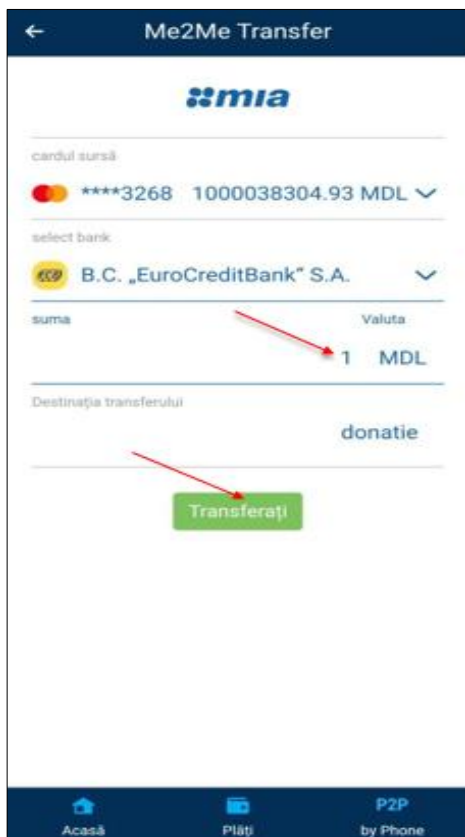 Me2Me Transfer
mia
cardul sursă
****3268 1000038304.93 MDL
select bank
ECB B.C. „EuroCreditBank” S.A.
suma Valuta
1 MDL
Destinația transferului
donatie
Transferați
Acasă Plăți P2P by Phone